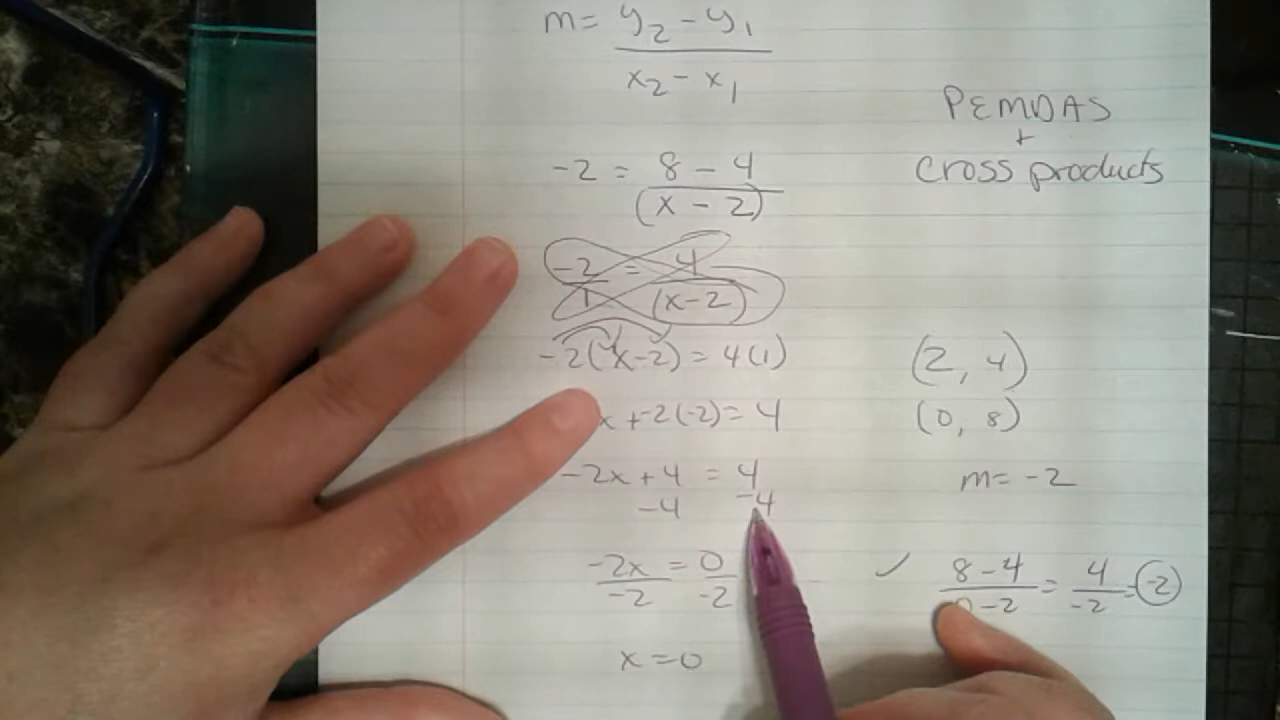 m = y₂ - y₁
x₂ - x₁
PEMDAS
+
Cross products
-2 = 8 - 4
(x - 2)
-2 = 4
1 (x-2)
-2(x-2) = 4(1)
x + -2(-2) = 4
-2x + 4 = 4
-4 -4
-2x = 0
-2 -2
x = 0
(2, 4)
(0, 8)
m = -2
✓ 8-4 = 4 = -2
0-2 -2